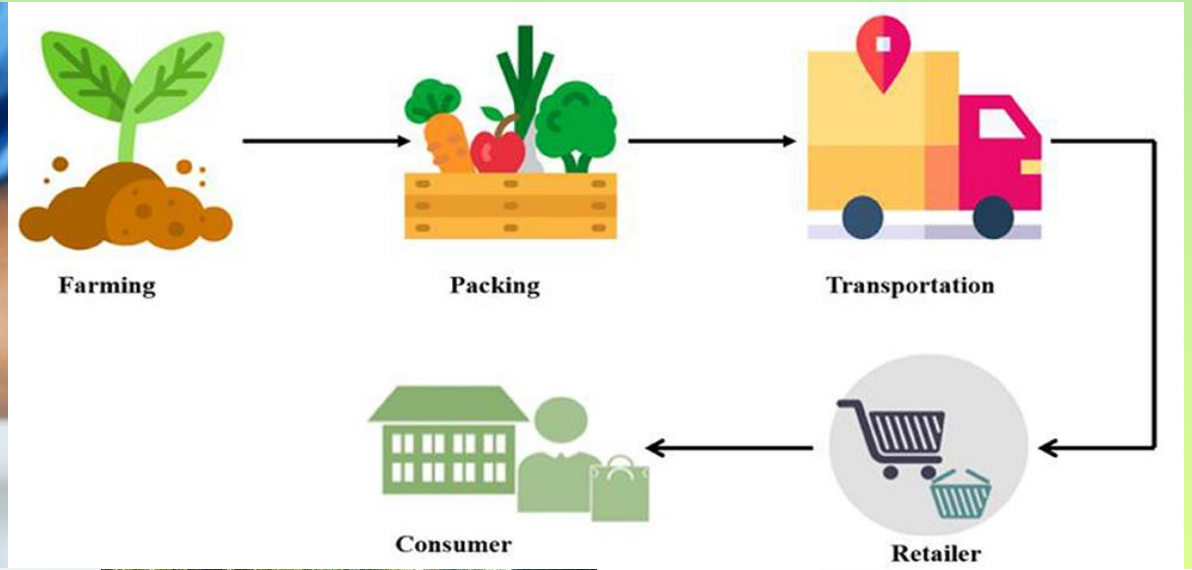 Farming
Packing
Transportation
Retailer
Consumer